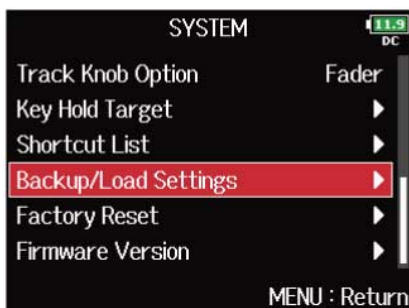 SYSTEM
11.9
DC
Track Knob Option Fader
Key Hold Target
Shortcut List
Backup/Load Settings
Factory Reset
Firmware Version
MENU : Return